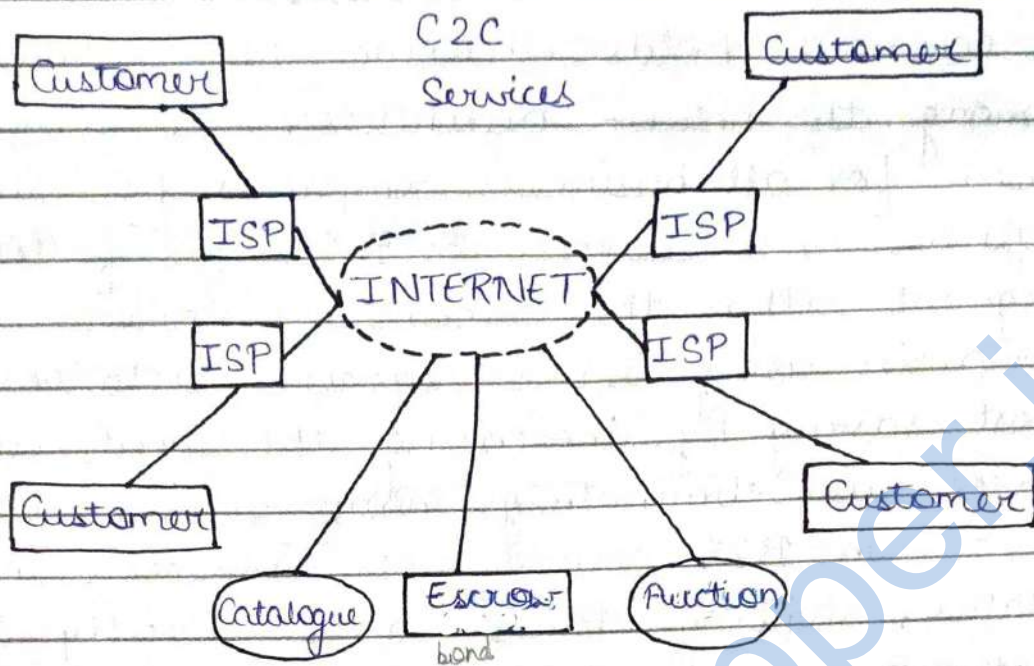 C2C
Services
Customer
Customer
ISP
ISP
INTERNET
ISP
ISP
Customer
Customer
Catalogue
Escrow
Auction
bond